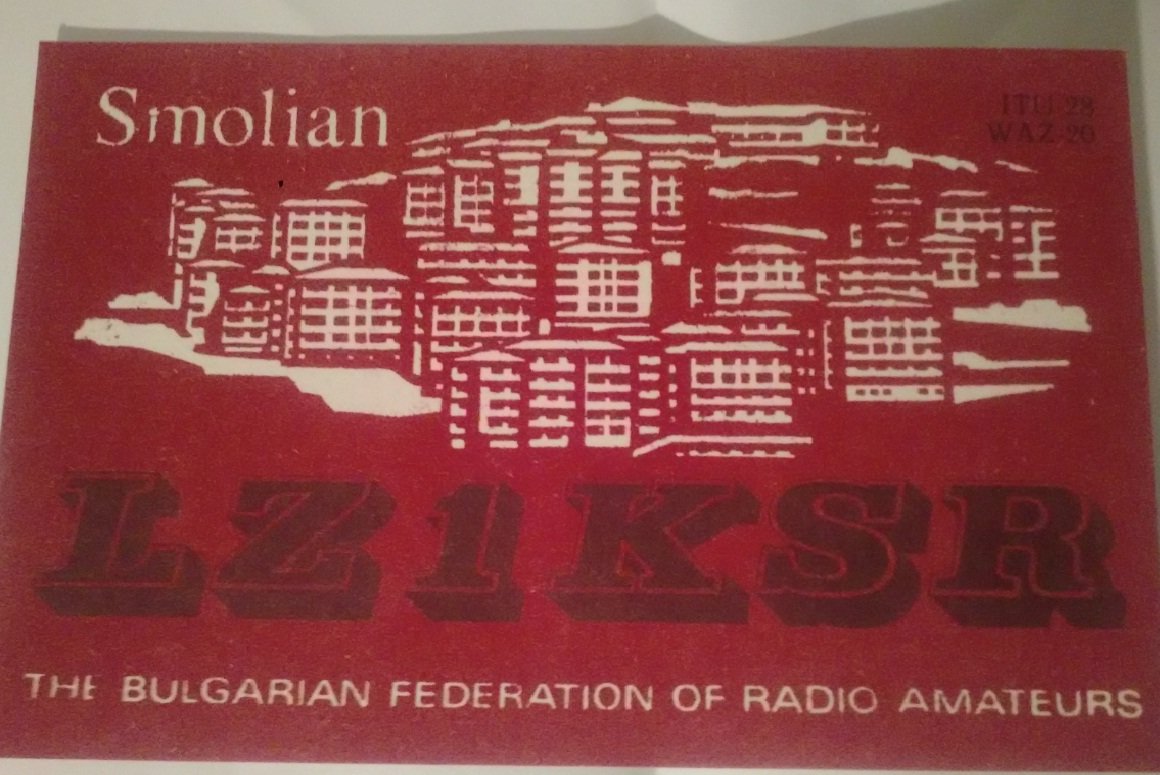 Smolian
ITU 28
WAZ 20
LZ1KSR
THE BULGARIAN FEDERATION OF RADIO AMATEURS